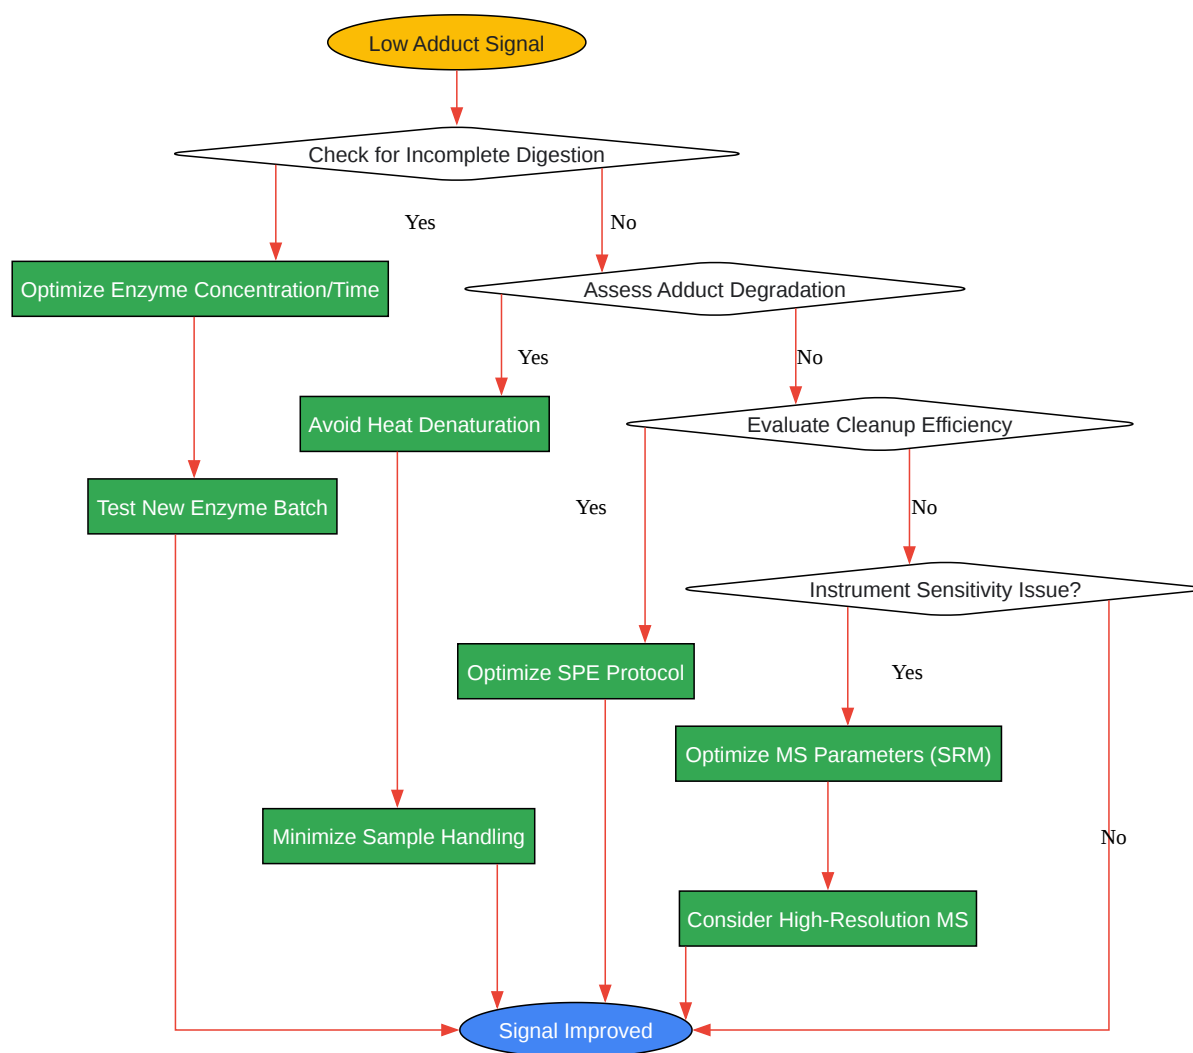 Low Adduct Signal
Check for Incomplete Digestion
Yes
No
Optimize Enzyme Concentration/Time
Assess Adduct Degradation
Yes
No
Avoid Heat Denaturation
Evaluate Cleanup Efficiency
Test New Enzyme Batch
Yes
No
Instrument Sensitivity Issue?
Optimize SPE Protocol
Yes
Optimize MS Parameters (SRM)
Minimize Sample Handling
No
Consider High-Resolution MS
Signal Improved